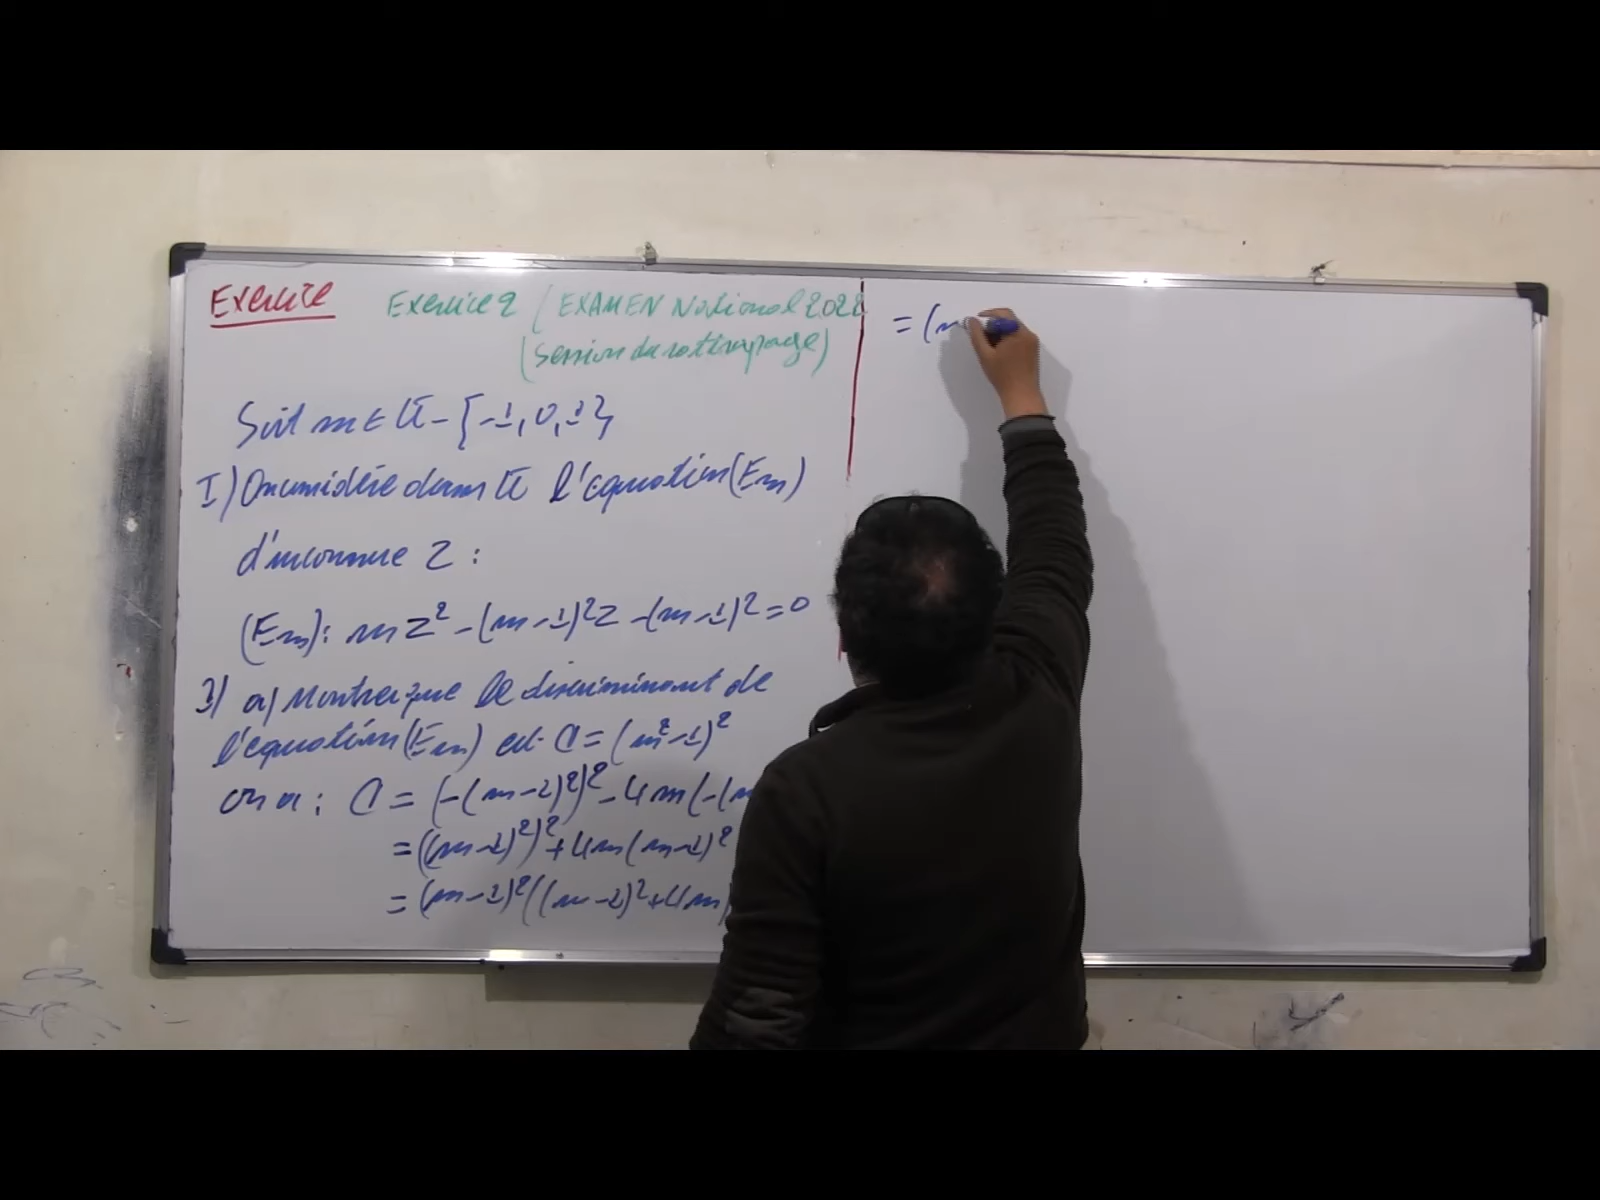 Exercice Exercice 2 (EXAMEN National 2022
(Session de rattrapage)
Soit m ∈ ℂ - {-1, 0, 1}
I) On considère dans ℂ l'équation (Em)
d'inconnue Z :
(Em): mZ² - (m-1)²Z - (m-1)² = 0
1) a) Montrer que le discriminant de
l'équation (Em) est Δ = (m²-1)²
on a : Δ = (-(m-1)²)² - 4m(-(m
= ((m-1)²)² + 4m(m-1)²
= (m-1)²((m-1)² + 4m)
= (m